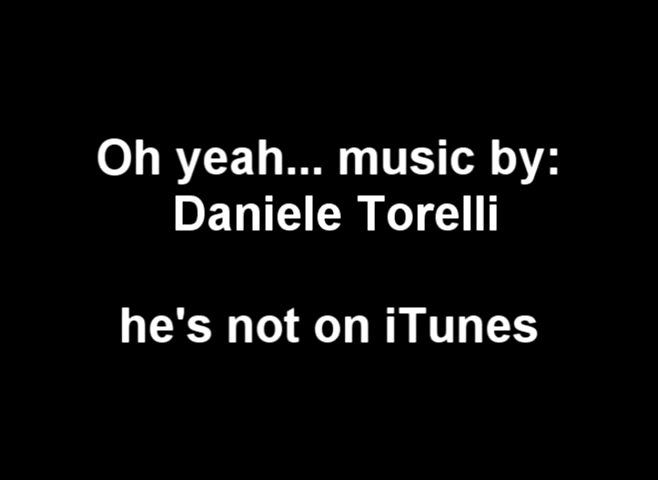 Oh yeah... music by:
Daniele Torelli
he's not on iTunes